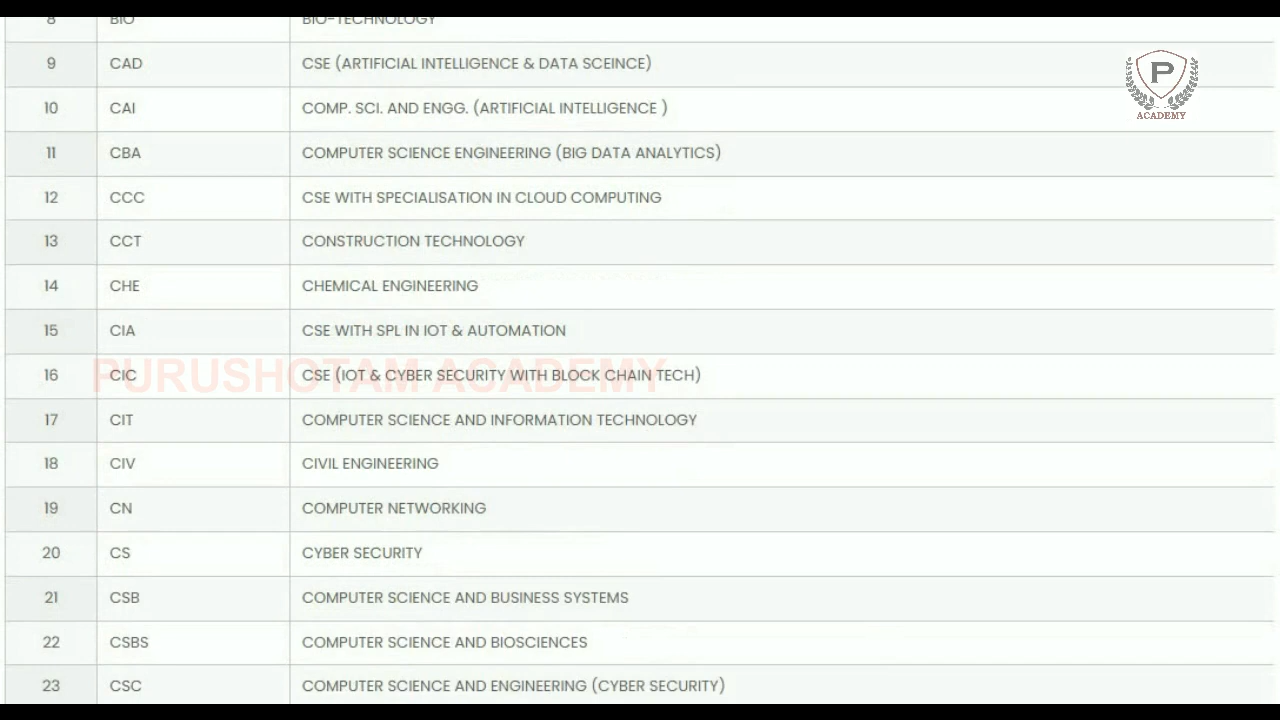 8 BIO BIO-TECHNOLOGY
9 CAD CSE (ARTIFICIAL INTELLIGENCE & DATA SCEINCE)
10 CAI COMP. SCI. AND ENGG. (ARTIFICIAL INTELLIGENCE )
11 CBA COMPUTER SCIENCE ENGINEERING (BIG DATA ANALYTICS)
12 CCC CSE WITH SPECIALISATION IN CLOUD COMPUTING
13 CCT CONSTRUCTION TECHNOLOGY
14 CHE CHEMICAL ENGINEERING
15 CIA CSE WITH SPL IN IOT & AUTOMATION
16 CIC CSE (IOT & CYBER SECURITY WITH BLOCK CHAIN TECH)
17 CIT COMPUTER SCIENCE AND INFORMATION TECHNOLOGY
18 CIV CIVIL ENGINEERING
19 CN COMPUTER NETWORKING
20 CS CYBER SECURITY
21 CSB COMPUTER SCIENCE AND BUSINESS SYSTEMS
22 CSBS COMPUTER SCIENCE AND BIOSCIENCES
23 CSC COMPUTER SCIENCE AND ENGINEERING (CYBER SECURITY)
P
ACADEMY
PURUSHOTAM ACADEMY